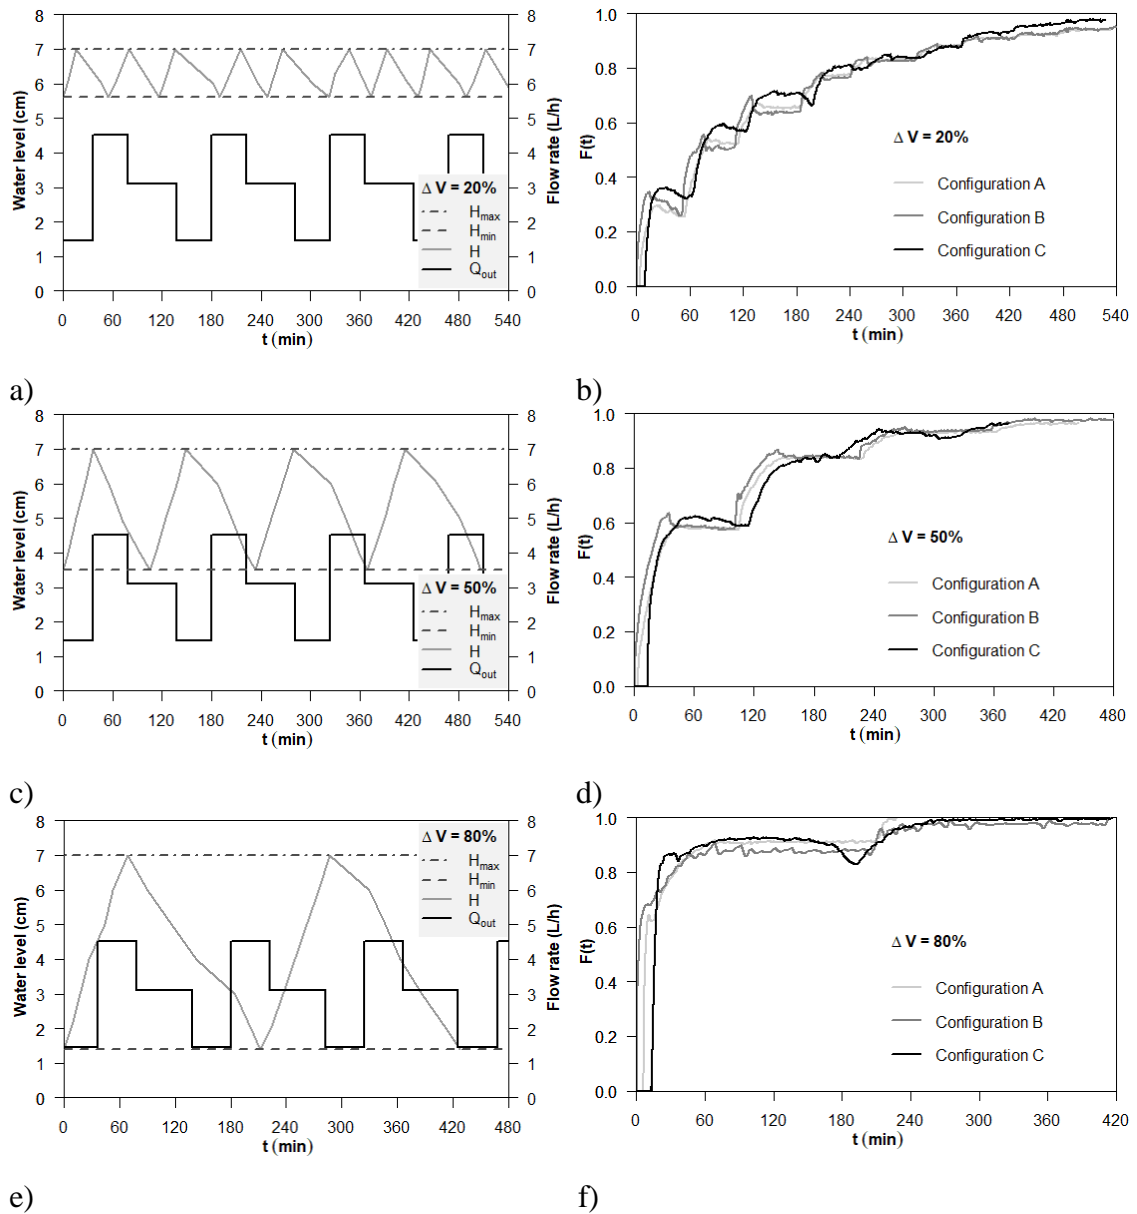 8 8
7 7
6 6
5 5
4 4
3 3
2 2
1 1
0 0
Water level (cm)
Flow rate (L/h)
Δ V = 20%
Hmax
Hmin
H
Qout
0 60 120 180 240 300 360 420 480 540
t (min)
a)
1.0
0.8
0.6
0.4
0.2
0.0
F(t)
Δ V = 20%
Configuration A
Configuration B
Configuration C
0 60 120 180 240 300 360 420 480 540
t (min)
b)
8 8
7 7
6 6
5 5
4 4
3 3
2 2
1 1
0 0
Water level (cm)
Flow rate (L/h)
Δ V = 50%
Hmax
Hmin
H
Qout
0 60 120 180 240 300 360 420 480 540
t (min)
c)
1.0
0.8
0.6
0.4
0.2
0.0
F(t)
Δ V = 50%
Configuration A
Configuration B
Configuration C
0 60 120 180 240 300 360 420 480
t (min)
d)
8 8
7 7
6 6
5 5
4 4
3 3
2 2
1 1
0 0
Water level (cm)
Flow rate (L/h)
Δ V = 80%
Hmax
Hmin
H
Qout
0 60 120 180 240 300 360 420 480 540
t (min)
e)
1.0
0.8
0.6
0.4
0.2
0.0
F(t)
Δ V = 80%
Configuration A
Configuration B
Configuration C
0 60 120 180 240 300 360 420
t (min)
f)